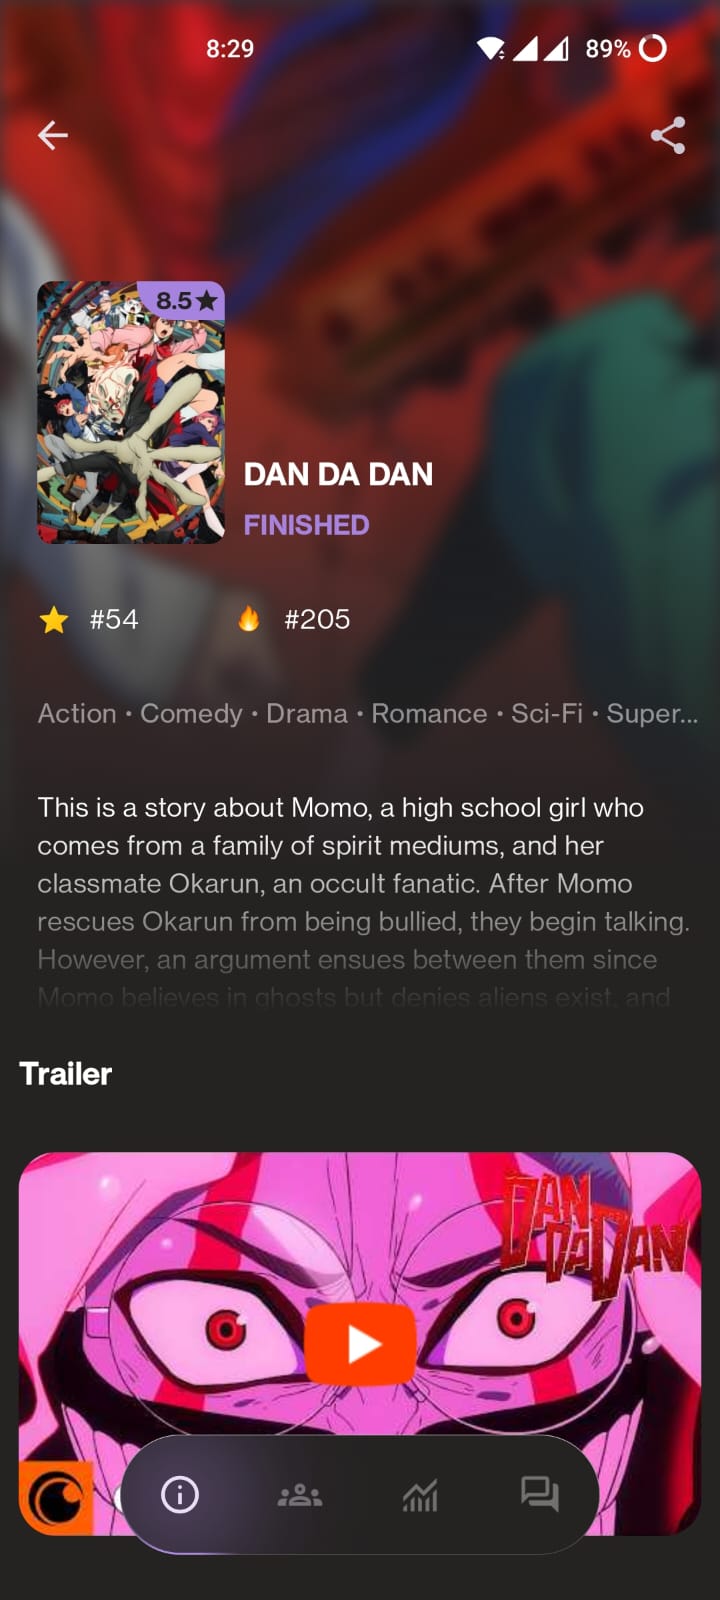 8:29
89%
8.5
DAN DA DAN
FINISHED
#54
#205
Action • Comedy • Drama • Romance • Sci-Fi • Super...
This is a story about Momo, a high school girl who
comes from a family of spirit mediums, and her
classmate Okarun, an occult fanatic. After Momo
rescues Okarun from being bullied, they begin talking.
However, an argument ensues between them since
Momo believes in ghosts but denies aliens exist, and
Trailer
DAN
DA DAN